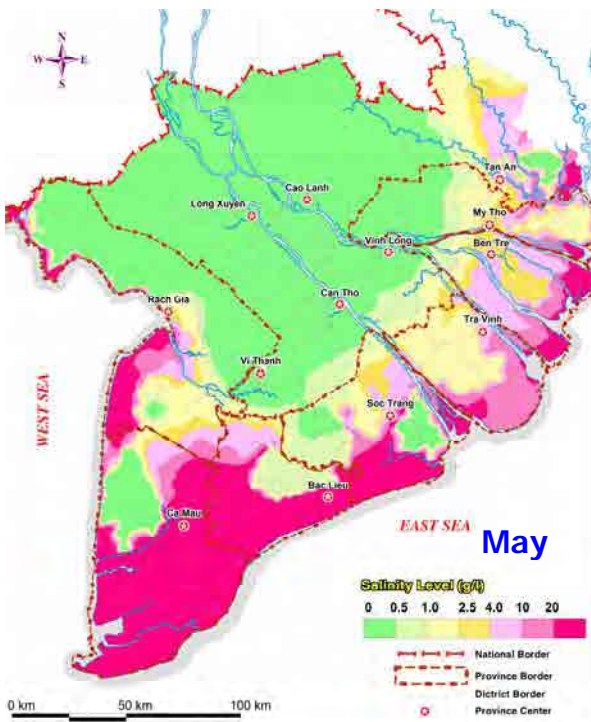 N
W E
S
Tan An
Cao Lanh
Long Xuyen
My Tho
Vinh Long
Ben Tre
Rach Gia
Can Tho
Tra Vinh
Vi Thanh
Soc Trang
WEST SEA
Bac Lieu
Ca Mau
EAST SEA
May
Salinity Level (g/l)
0 0.5 1.0 2.5 4.0 10 20
National Border
Province Border
District Border
Province Center
0 km 50 km 100 km